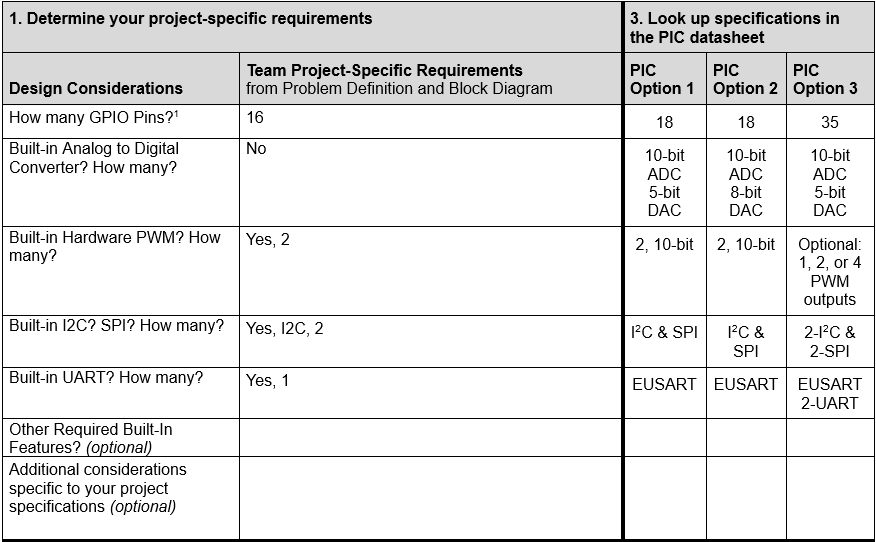 1. Determine your project-specific requirements
3. Look up specifications in
the PIC datasheet
Design Considerations
Team Project-Specific Requirements
from Problem Definition and Block Diagram
PIC
Option 1
PIC
Option 2
PIC
Option 3
How many GPIO Pins?¹
16
18
18
35
Built-in Analog to Digital
Converter? How many?
No
10-bit
ADC
5-bit
DAC
10-bit
ADC
8-bit
DAC
10-bit
ADC
5-bit
DAC
Built-in Hardware PWM? How
many?
Yes, 2
2, 10-bit
2, 10-bit
Optional:
1, 2, or 4
PWM
outputs
Built-in I2C? SPI? How many?
Yes, I2C, 2
I²C & SPI
I²C &
SPI
2-I²C &
2-SPI
Built-in UART? How many?
Yes, 1
EUSART
EUSART
EUSART
2-UART
Other Required Built-In
Features? (optional)
Additional considerations
specific to your project
specifications (optional)